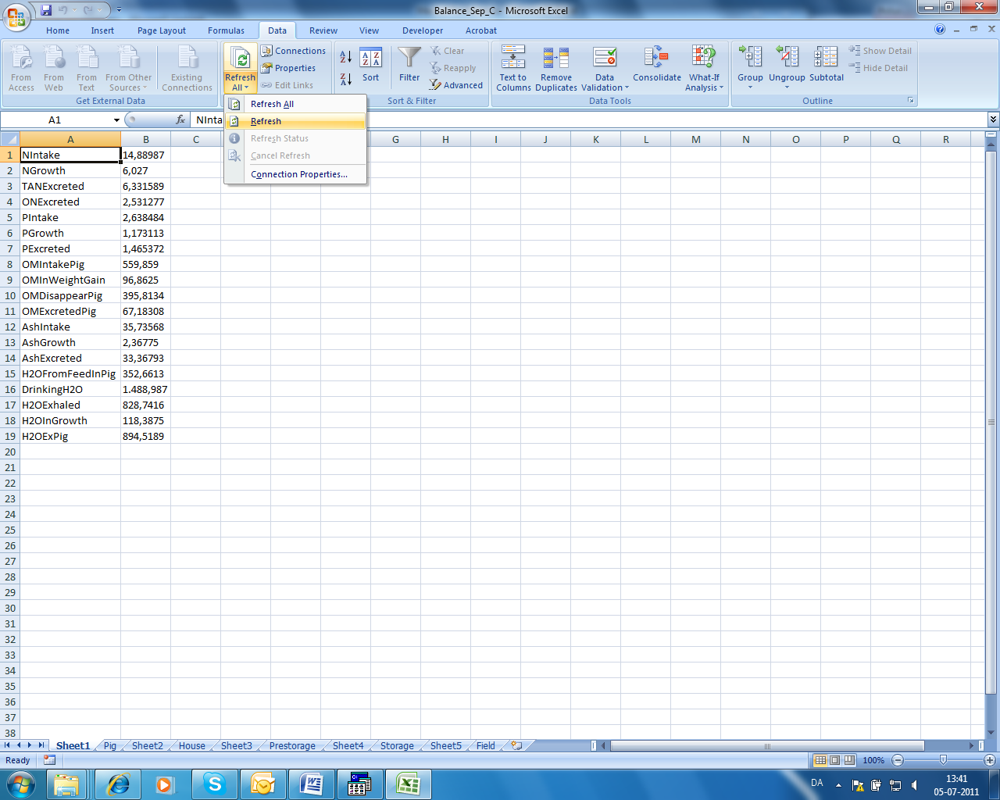 Balance_Sep_C - Microsoft Excel
Home Insert Page Layout Formulas Data Review View Developer Acrobat
From Access
From Web
From Text
From Other Sources
Existing Connections
Get External Data
Refresh All
Connections
Properties
Edit Links
Sort
Filter
Clear
Reapply
Advanced
Sort & Filter
Text to Columns
Remove Duplicates
Data Validation
Consolidate
What-If Analysis
Data Tools
Group
Ungroup
Subtotal
Show Detail
Hide Detail
Outline
Refresh All
Refresh
Refresh Status
Cancel Refresh
Connection Properties...
A1 fx NInta
A B C G H I J K L M N O P Q R
1 NIntake 14,88987
2 NGrowth 6,027
3 TANExcreted 6,331589
4 ONExcreted 2,531277
5 PIntake 2,638484
6 PGrowth 1,173113
7 PExcreted 1,465372
8 OMIntakePig 559,859
9 OMInWeightGain 96,8625
10 OMDisappearPig 395,8134
11 OMExcretedPig 67,18308
12 AshIntake 35,73568
13 AshGrowth 2,36775
14 AshExcreted 33,36793
15 H2OFromFeedInPig 352,6613
16 DrinkingH2O 1.488,987
17 H2OExhaled 828,7416
18 H2OInGrowth 118,3875
19 H2OExPig 894,5189
20
21
22
23
24
25
26
27
28
29
30
31
32
33
34
35
36
37
38
Sheet1 Pig Sheet2 House Sheet3 Prestorage Sheet4 Storage Sheet5 Field
Ready 100%
DA 13:41
05-07-2011